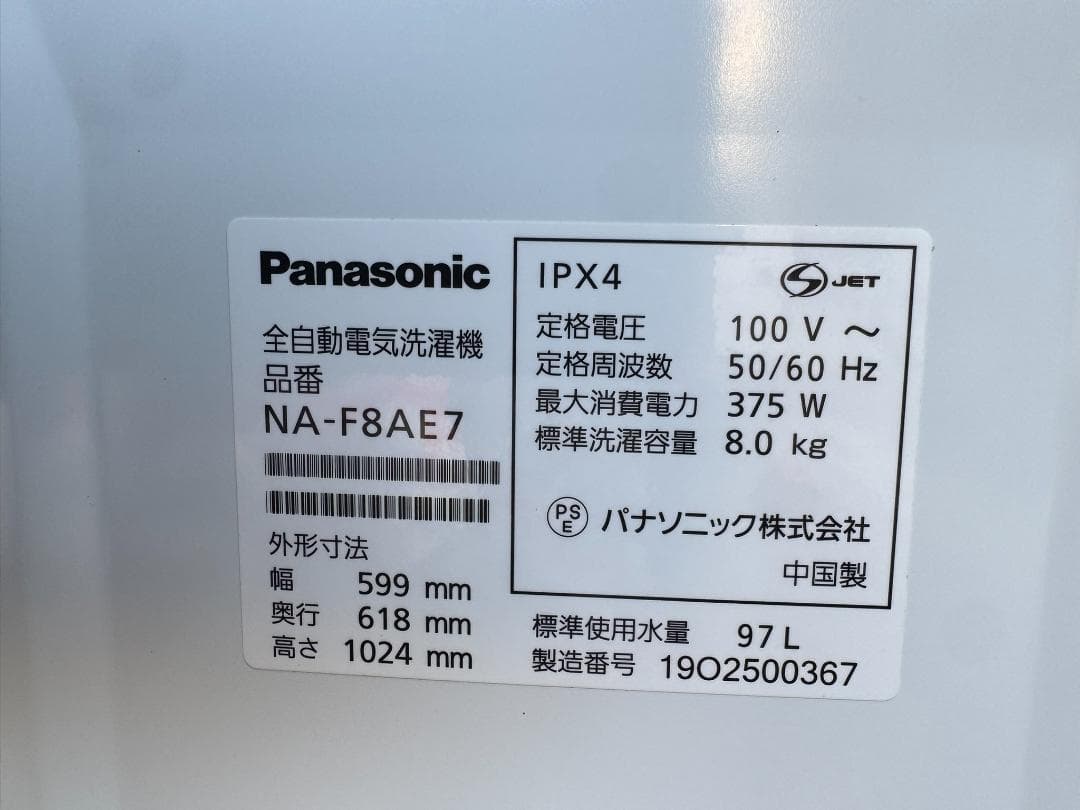 Panasonic
全自動電気洗濯機
品番
NA-F8AE7
外形寸法
幅 599 mm
奥行 618 mm
高さ 1024 mm
IPX4
S JET
定格電圧 100 V ～
定格周波数 50/60 Hz
最大消費電力 375 W
標準洗濯容量 8.0 kg
PS
E
パナソニック株式会社
中国製
標準使用水量 97 L
製造番号 19O2500367